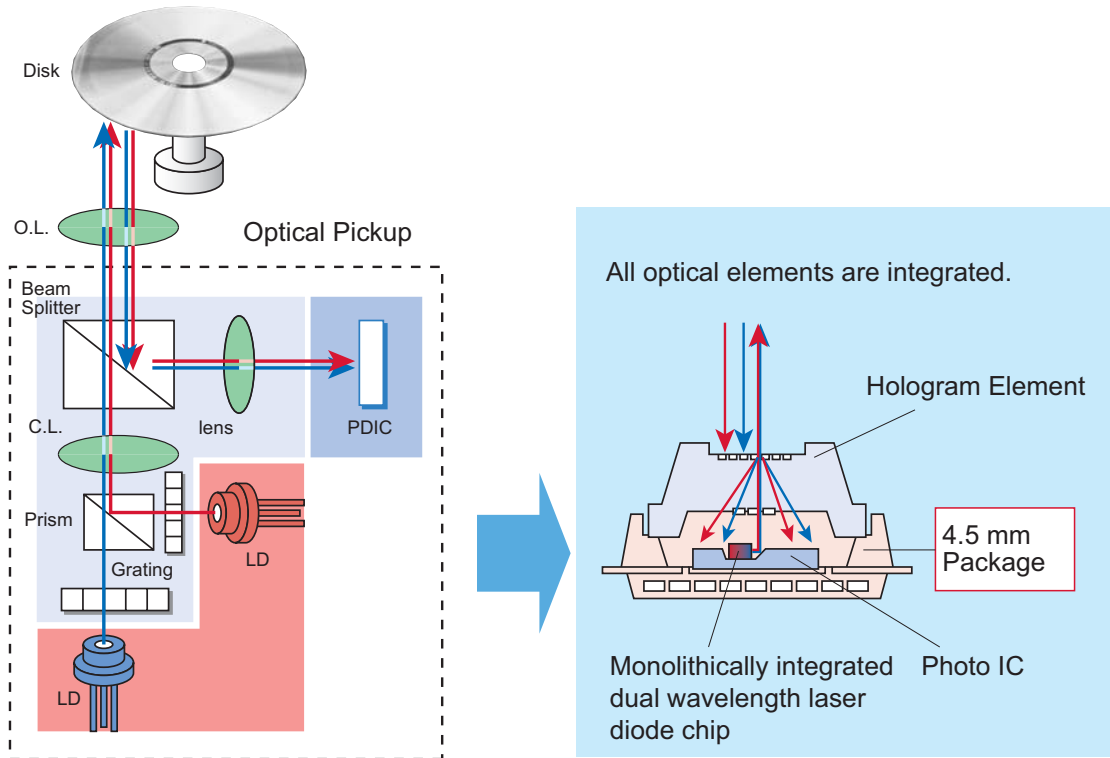 Disk
O.L.
Optical Pickup
Beam
Splitter
C.L.
lens
PDIC
Prism
Grating
LD
LD
All optical elements are integrated.
Hologram Element
4.5 mm
Package
Monolithically integrated
dual wavelength laser
diode chip
Photo IC